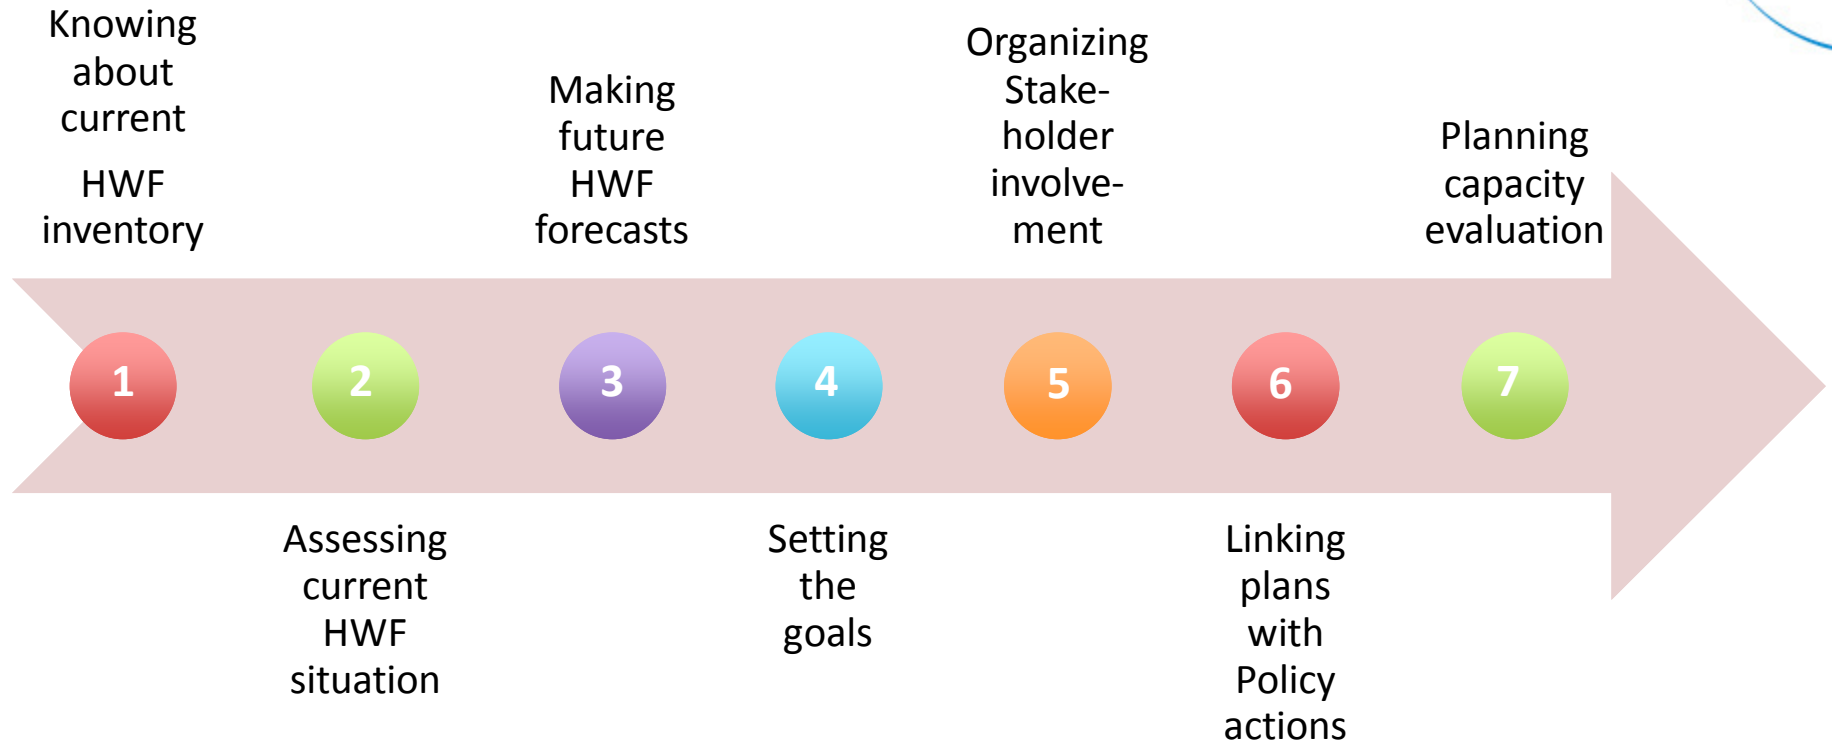 Knowing
about
current
HWF
inventory
Making
future
HWF
forecasts
Organizing
Stake-
holder
involve-
ment
Planning
capacity
evaluation
1
2
3
4
5
6
7
Assessing
current
HWF
situation
Setting
the
goals
Linking
plans
with
Policy
actions